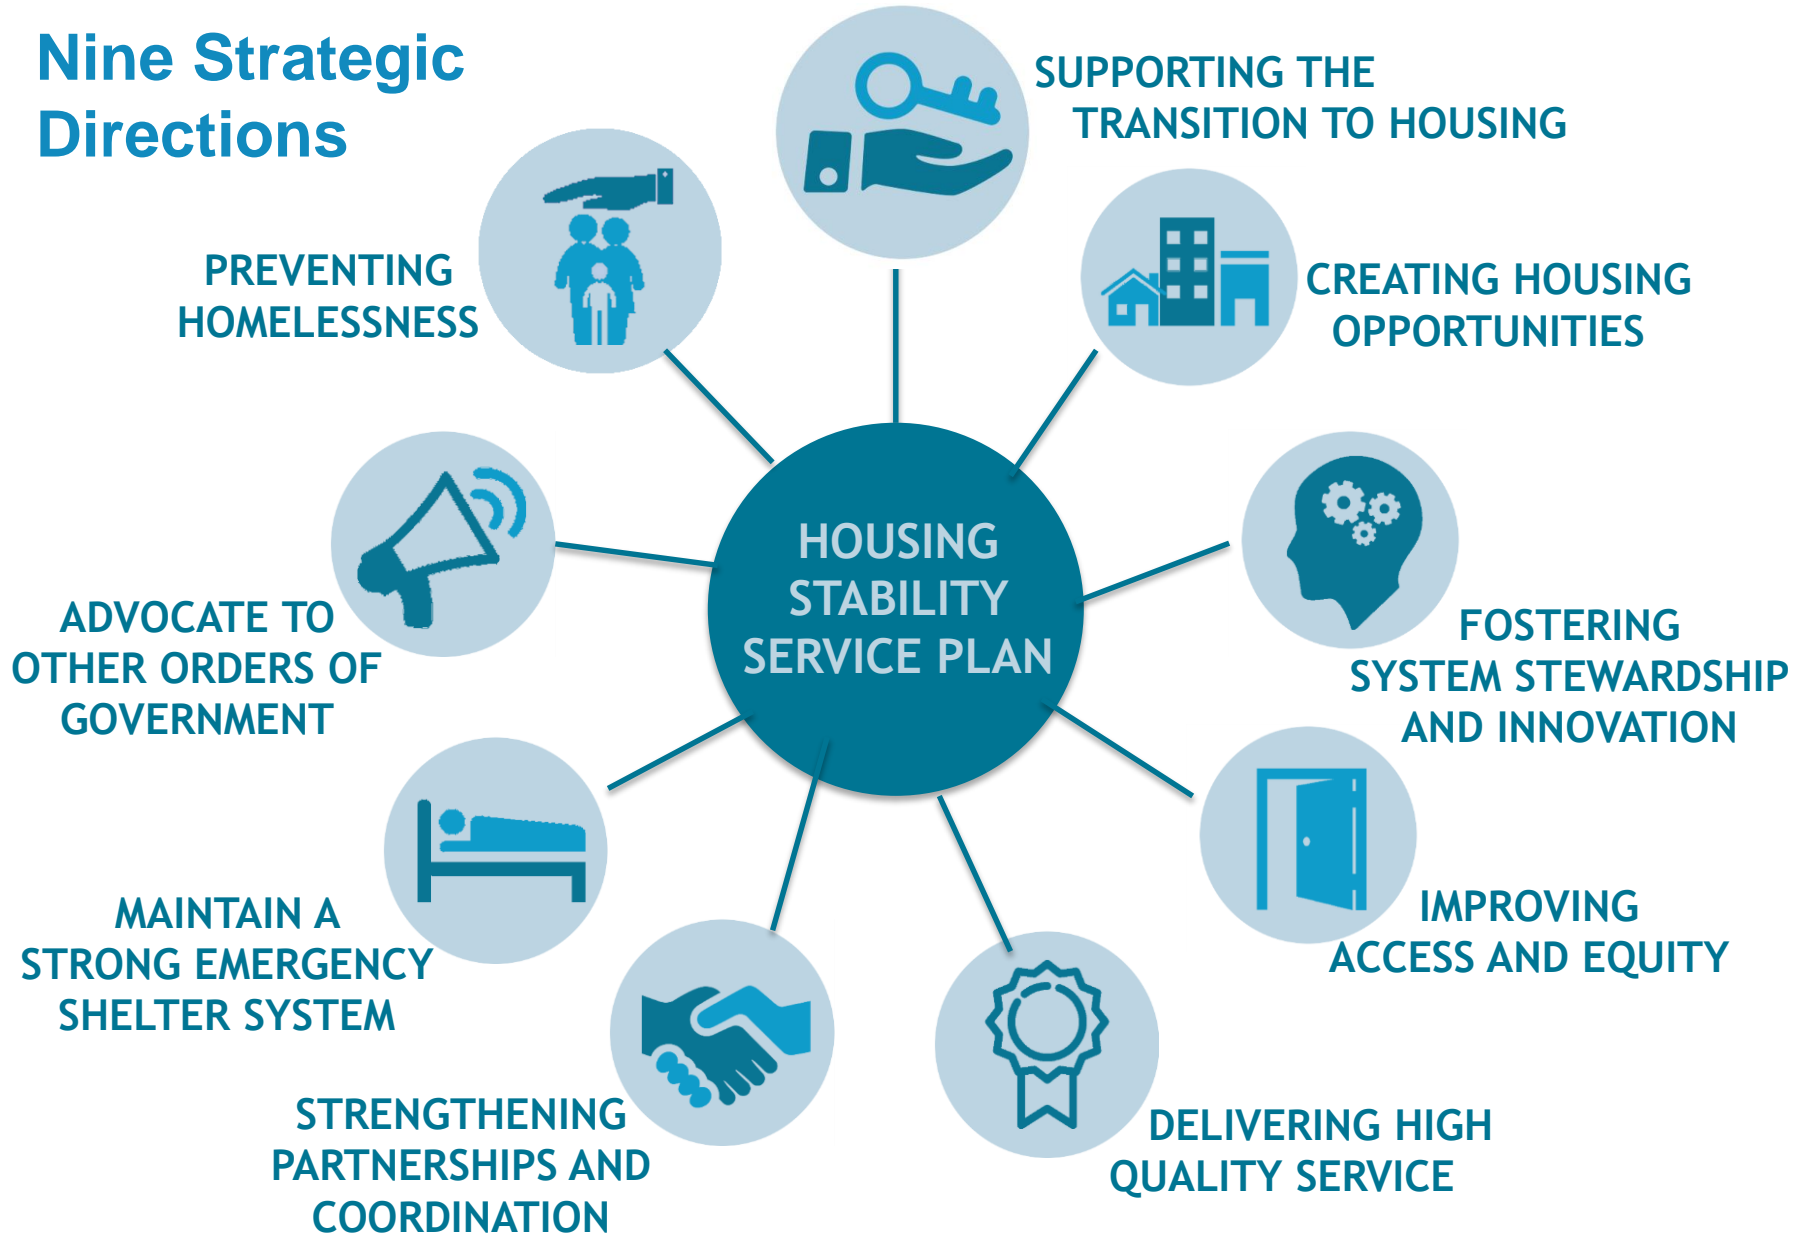 Nine Strategic
Directions
SUPPORTING THE
TRANSITION TO HOUSING
CREATING HOUSING
OPPORTUNITIES
FOSTERING
SYSTEM STEWARDSHIP
AND INNOVATION
IMPROVING
ACCESS AND EQUITY
DELIVERING HIGH
QUALITY SERVICE
STRENGTHENING
PARTNERSHIPS AND
COORDINATION
MAINTAIN A
STRONG EMERGENCY
SHELTER SYSTEM
ADVOCATE TO
OTHER ORDERS OF
GOVERNMENT
PREVENTING
HOMELESSNESS
HOUSING
STABILITY
SERVICE PLAN